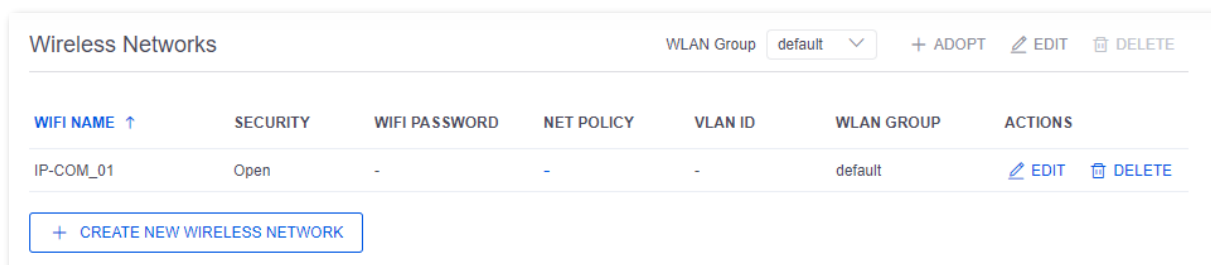 Wireless Networks WLAN Group default + ADOPT EDIT DELETE
WIFI NAME ↑ SECURITY WIFI PASSWORD NET POLICY VLAN ID WLAN GROUP ACTIONS
IP-COM_01 Open - - - default EDIT DELETE
+ CREATE NEW WIRELESS NETWORK